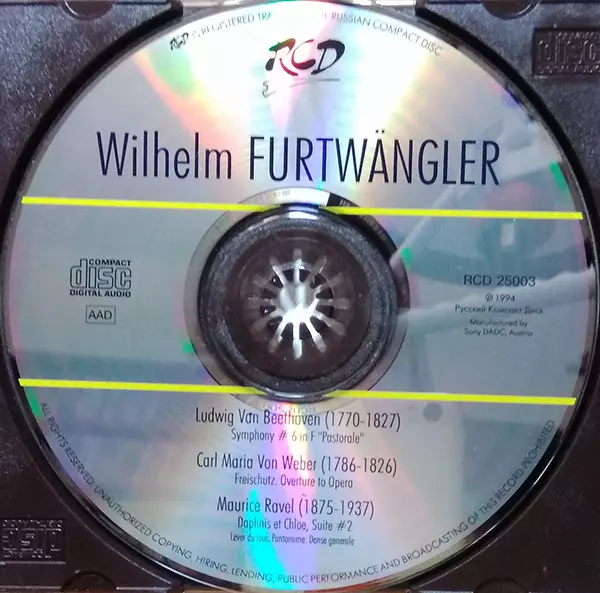 RCD IS REGISTERED TRA RUSSIAN COMPACT DISC
RCD
Wilhelm FURTWÄNGLER
COMPACT
disc
DIGITAL AUDIO
AAD
RCD 25003
℗ 1994
Русский Компакт Диск
Manufactured by
Sony DADC, Austria
Ludwig Van Beethoven (1770-1827)
Symphony # 6 in F "Pastorale"
Carl Maria Von Weber (1786-1826)
Freischutz. Overture to Opera
Maurice Ravel (1875-1937)
Daphnis et Chloe, Suite #2
Lever du jour, Pantomime. Danse generale
ALL RIGHTS RESERVED. UNAUTHORIZED COPYING, HIRING, LENDING, PUBLIC PERFORMANCE AND BROADCASTING OF THIS RECORD PROHIBITED